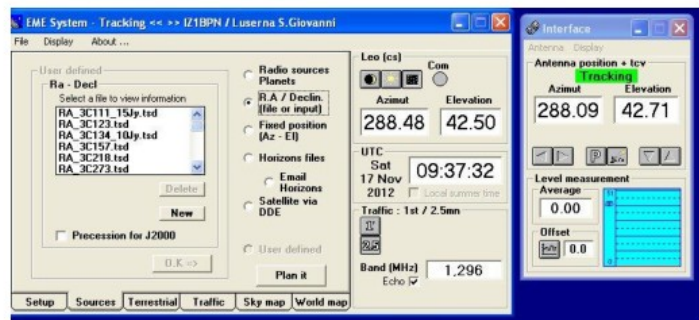 EME System - Tracking << >> IZ1BPN / Luserna S.Giovanni
File Display About ...
User defined
Ra - Decl
Select a file to view information
RA_3C111_15Jy.tsd
RA_3C123.tsd
RA_3C134_10Jy.tsd
RA_3C157.tsd
RA_3C218.tsd
RA_3C273.tsd
Delete
New
Precession for J2000
O.K =>
Radio sources
Planets
R.A / Declin.
(file or input)
Fixed position
(Az - El)
Horizons files
Email
Horizons
Satellite via
DDE
User defined
Plan it
Setup Sources Terrestrial Traffic Sky map World map
Leo (cs)
Com
Azimut Elevation
288.48 42.50
UTC
Sat
17 Nov
2012
09:37:32
Local summer time
Traffic : 1st / 2.5mn
1'
2.5
Band (MHz) 1,296
Echo
Interface
Antenna Display
Antenna position + tcv
Tracking
Azimut Elevation
288.09 42.71
P
Level measurement
Average
0.00
Offset
0.0